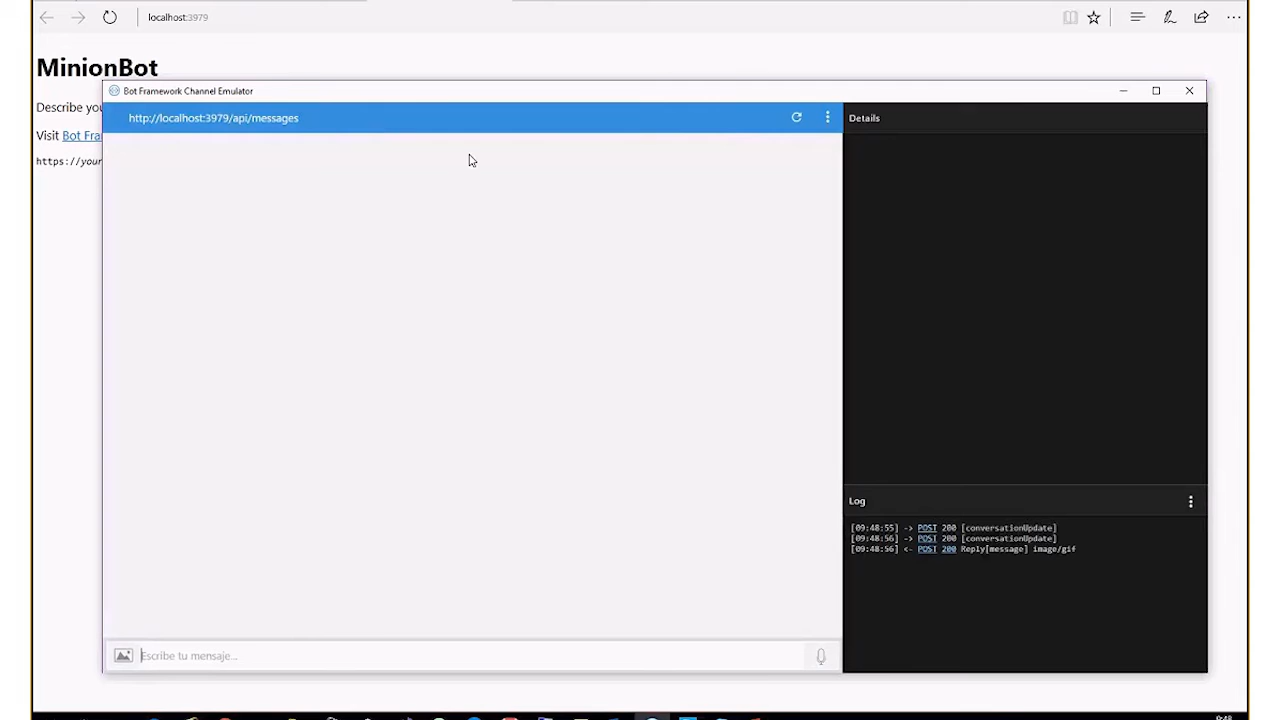 localhost:3979
MinionBot
Bot Framework Channel Emulator
Describe you
http://localhost:3979/api/messages
Details
Visit Bot Fra
https://your
Log
[09:48:55] -> POST 200 [conversationUpdate]
[09:48:56] -> POST 200 [conversationUpdate]
[09:48:56] <- POST 200 Reply[message] image/gif
Escribe tu mensaje...